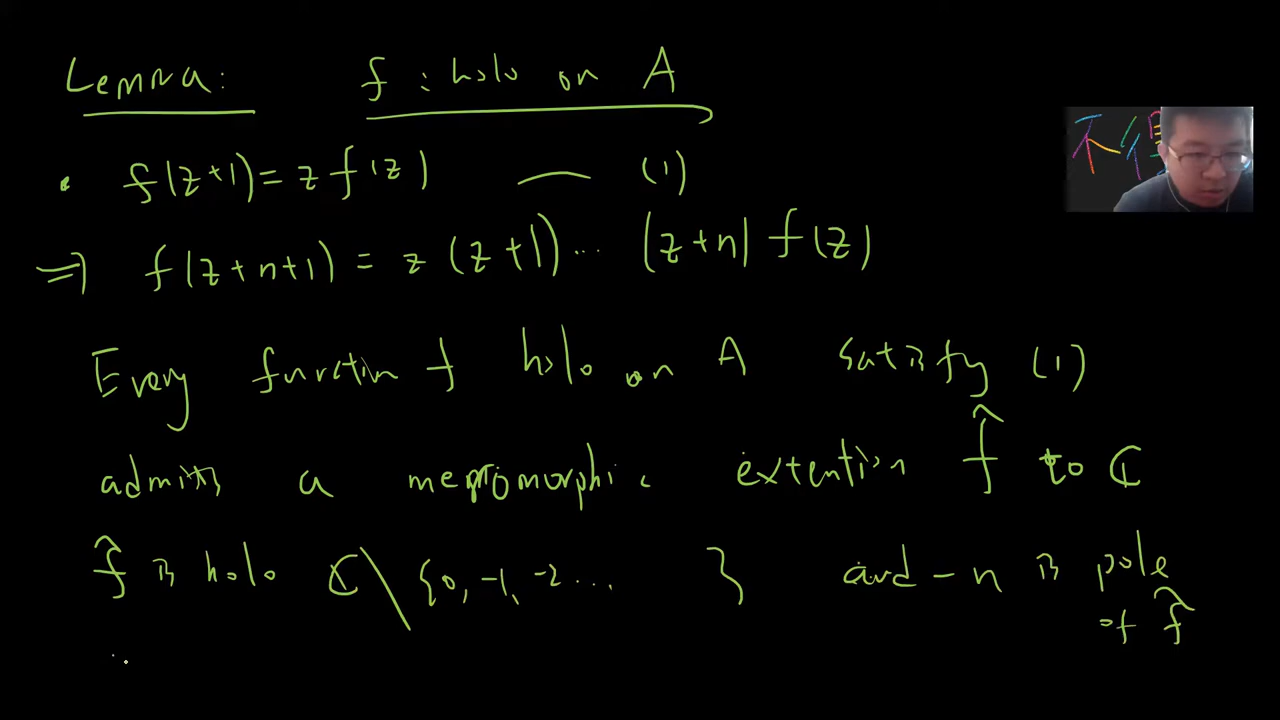 Lemma: f : holo on A
• f(z+1) = z f(z) — (1)
⇒ f(z+n+1) = z (z+1) ... (z+n) f(z)
Every function f holo on A satisfy (1)
admits a meromorphic extention f̂ to ℂ
f̂ is holo ℂ\{0, -1, -2 ... } and -n is pole
of f̂
不